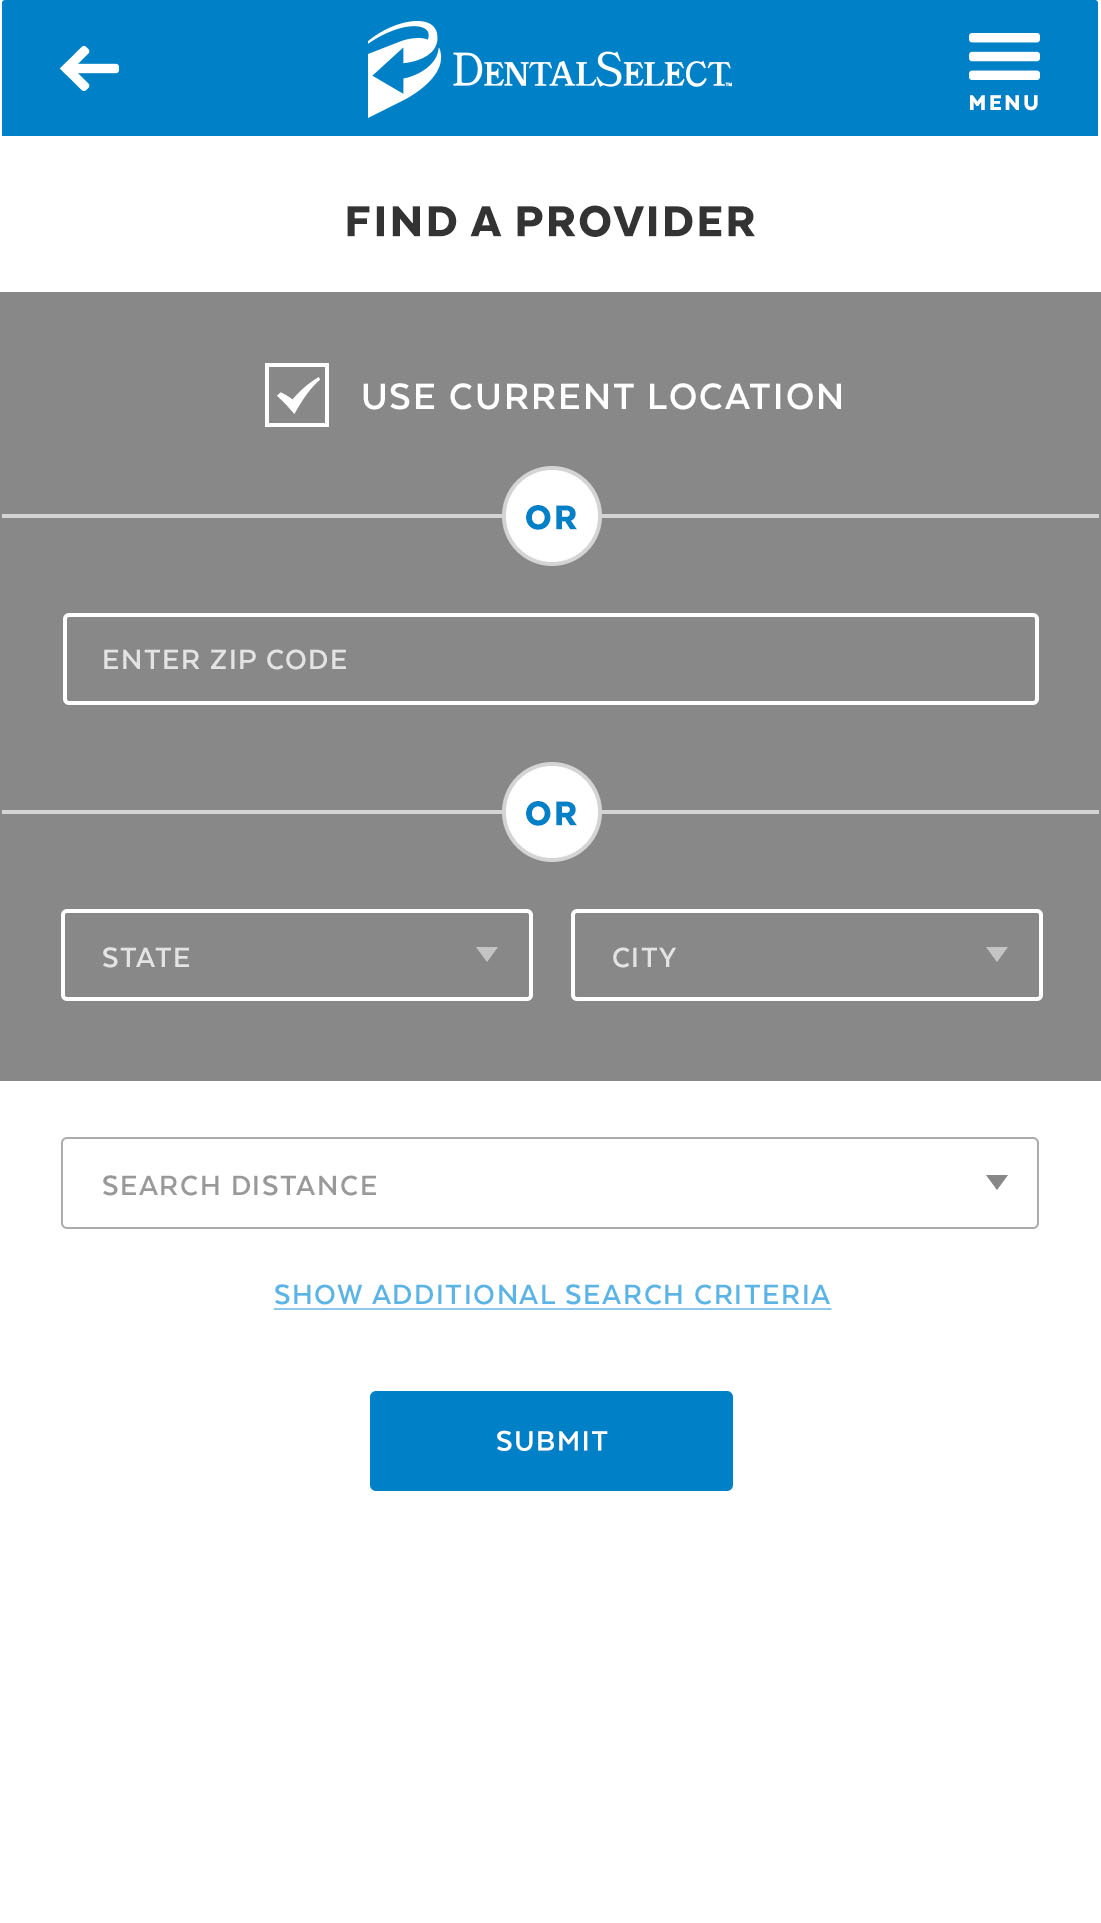 DENTALSELECT™
MENU
FIND A PROVIDER
USE CURRENT LOCATION
OR
ENTER ZIP CODE
OR
STATE
CITY
SEARCH DISTANCE
SHOW ADDITIONAL SEARCH CRITERIA
SUBMIT